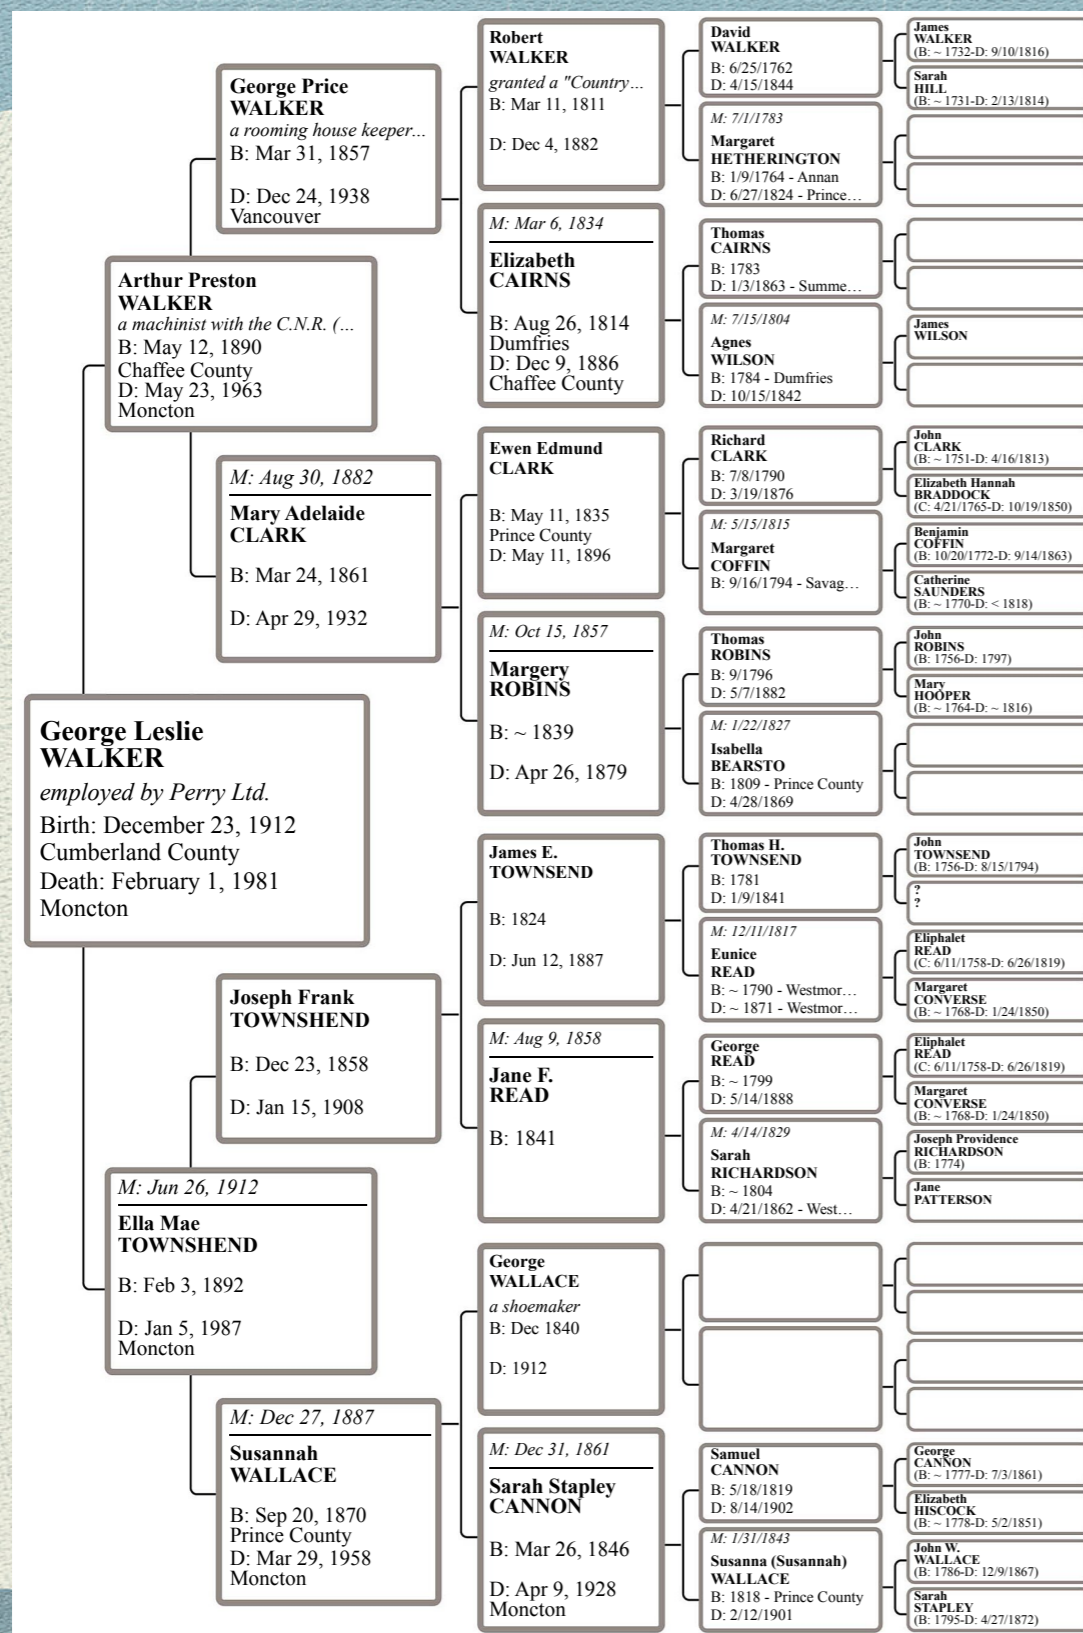 George Leslie
WALKER
employed by Perry Ltd.
Birth: December 23, 1912
Cumberland County
Death: February 1, 1981
Moncton
Arthur Preston
WALKER
a machinist with the C.N.R. (…
B: May 12, 1890
Chaffee County
D: May 23, 1963
Moncton
M: Jun 26, 1912
Ella Mae
TOWNSHEND
B: Feb 3, 1892
D: Jan 5, 1987
Moncton
George Price
WALKER
a rooming house keeper…
B: Mar 31, 1857
D: Dec 24, 1938
Vancouver
M: Aug 30, 1882
Mary Adelaide
CLARK
B: Mar 24, 1861
D: Apr 29, 1932
Joseph Frank
TOWNSHEND
B: Dec 23, 1858
D: Jan 15, 1908
M: Dec 27, 1887
Susannah
WALLACE
B: Sep 20, 1870
Prince County
D: Mar 29, 1958
Moncton
Robert
WALKER
granted a "Country…
B: Mar 11, 1811
D: Dec 4, 1882
M: Mar 6, 1834
Elizabeth
CAIRNS
B: Aug 26, 1814
Dumfries
D: Dec 9, 1886
Chaffee County
Ewen Edmund
CLARK
B: May 11, 1835
Prince County
D: May 11, 1896
M: Oct 15, 1857
Margery
ROBINS
B: ~ 1839
D: Apr 26, 1879
James E.
TOWNSEND
B: 1824
D: Jun 12, 1887
M: Aug 9, 1858
Jane F.
READ
B: 1841
George
WALLACE
a shoemaker
B: Dec 1840
D: 1912
M: Dec 31, 1861
Sarah Stapley
CANNON
B: Mar 26, 1846
D: Apr 9, 1928
Moncton
David
WALKER
B: 6/25/1762
D: 4/15/1844
M: 7/1/1783
Margaret
HETHERINGTON
B: 1/9/1764 - Annan
D: 6/27/1824 - Prince…
Thomas
CAIRNS
B: 1783
D: 1/3/1863 - Summe…
M: 7/15/1804
Agnes
WILSON
B: 1784 - Dumfries
D: 10/15/1842
Richard
CLARK
B: 7/8/1790
D: 3/19/1876
M: 5/15/1815
Margaret
COFFIN
B: 9/16/1794 - Savag…
Thomas
ROBINS
B: 9/1796
D: 5/7/1882
M: 1/22/1827
Isabella
BEARSTO
B: 1809 - Prince County
D: 4/28/1869
Thomas H.
TOWNSEND
B: 1781
D: 1/9/1841
M: 12/11/1817
Eunice
READ
B: ~ 1790 - Westmor…
D: ~ 1871 - Westmor…
George
READ
B: ~ 1799
D: 5/14/1888
M: 4/14/1829
Sarah
RICHARDSON
B: ~ 1804
D: 4/21/1862 - West…
Samuel
CANNON
B: 5/18/1819
D: 8/14/1902
M: 1/31/1843
Susanna (Susannah)
WALLACE
B: 1818 - Prince County
D: 2/12/1901
James
WALKER
(B: ~ 1732-D: 9/10/1816)
Sarah
HILL
(B: ~ 1731-D: 2/13/1814)
James
WILSON
John
CLARK
(B: ~ 1751-D: 4/16/1813)
Elizabeth Hannah
BRADDOCK
(C: 4/21/1765-D: 10/19/1850)
Benjamin
COFFIN
(B: 10/20/1772-D: 9/14/1863)
Catherine
SAUNDERS
(B: ~ 1770-D: < 1818)
John
ROBINS
(B: 1756-D: 1797)
Mary
HOOPER
(B: ~ 1764-D: ~ 1816)
John
TOWNSEND
(B: 1756-D: 8/15/1794)
?
?
Eliphalet
READ
(C: 6/11/1758-D: 6/26/1819)
Margaret
CONVERSE
(B: ~ 1768-D: 1/24/1850)
Eliphalet
READ
(C: 6/11/1758-D: 6/26/1819)
Margaret
CONVERSE
(B: ~ 1768-D: 1/24/1850)
Joseph Providence
RICHARDSON
(B: 1774)
Jane
PATTERSON
George
CANNON
(B: ~ 1777-D: 7/3/1861)
Elizabeth
HISCOCK
(B: ~ 1778-D: 5/2/1851)
John W.
WALLACE
(B: 1786-D: 12/9/1867)
Sarah
STAPLEY
(B: 1795-D: 4/27/1872)